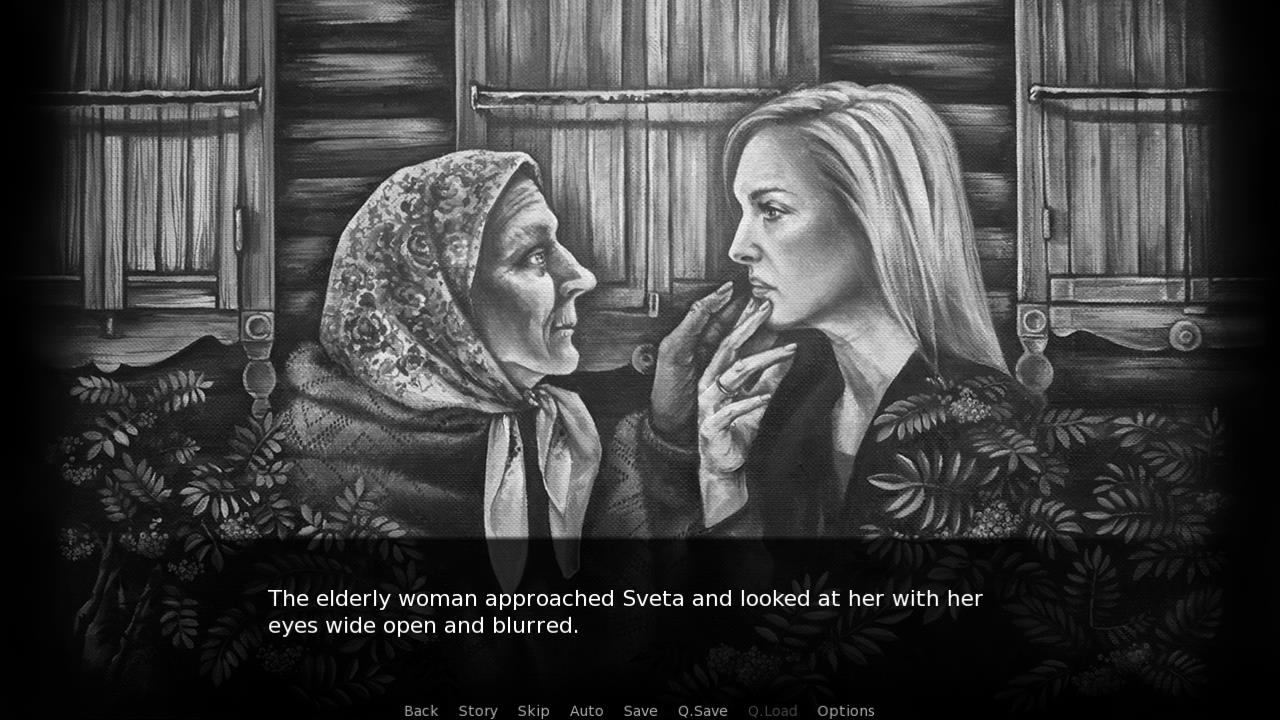 The elderly woman approached Sveta and looked at her with her
eyes wide open and blurred.
Back Story Skip Auto Save Q.Save Q.Load Options